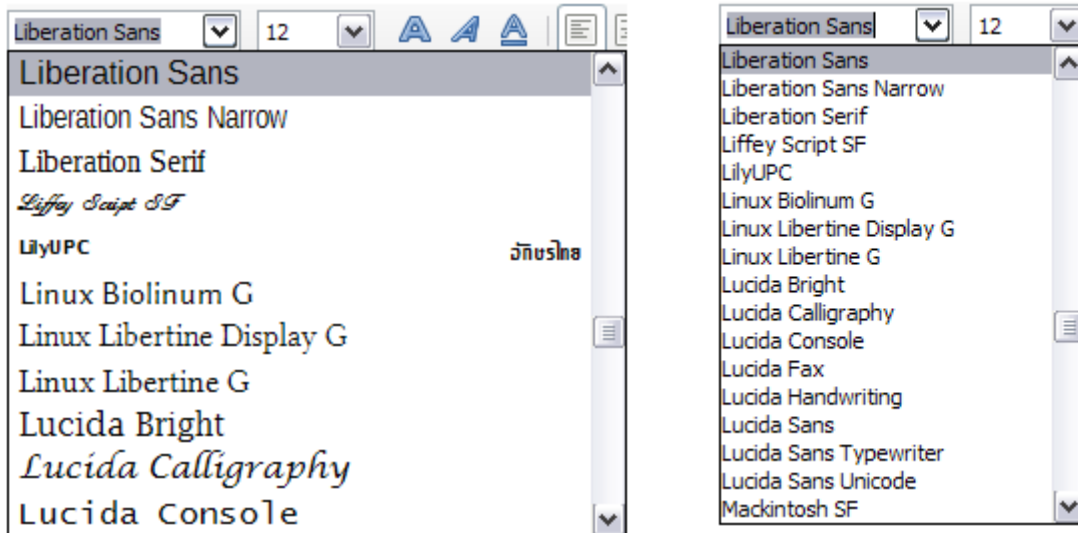 Liberation Sans 12
Liberation Sans
Liberation Sans Narrow
Liberation Serif
Liffey Script SF
LilyUPC อักษรไทย
Linux Biolinum G
Linux Libertine Display G
Linux Libertine G
Lucida Bright
Lucida Calligraphy
Lucida Console
Liberation Sans 12
Liberation Sans
Liberation Sans Narrow
Liberation Serif
Liffey Script SF
LilyUPC
Linux Biolinum G
Linux Libertine Display G
Linux Libertine G
Lucida Bright
Lucida Calligraphy
Lucida Console
Lucida Fax
Lucida Handwriting
Lucida Sans
Lucida Sans Typewriter
Lucida Sans Unicode
Mackintosh SF